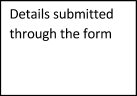 Details submitted
through the form